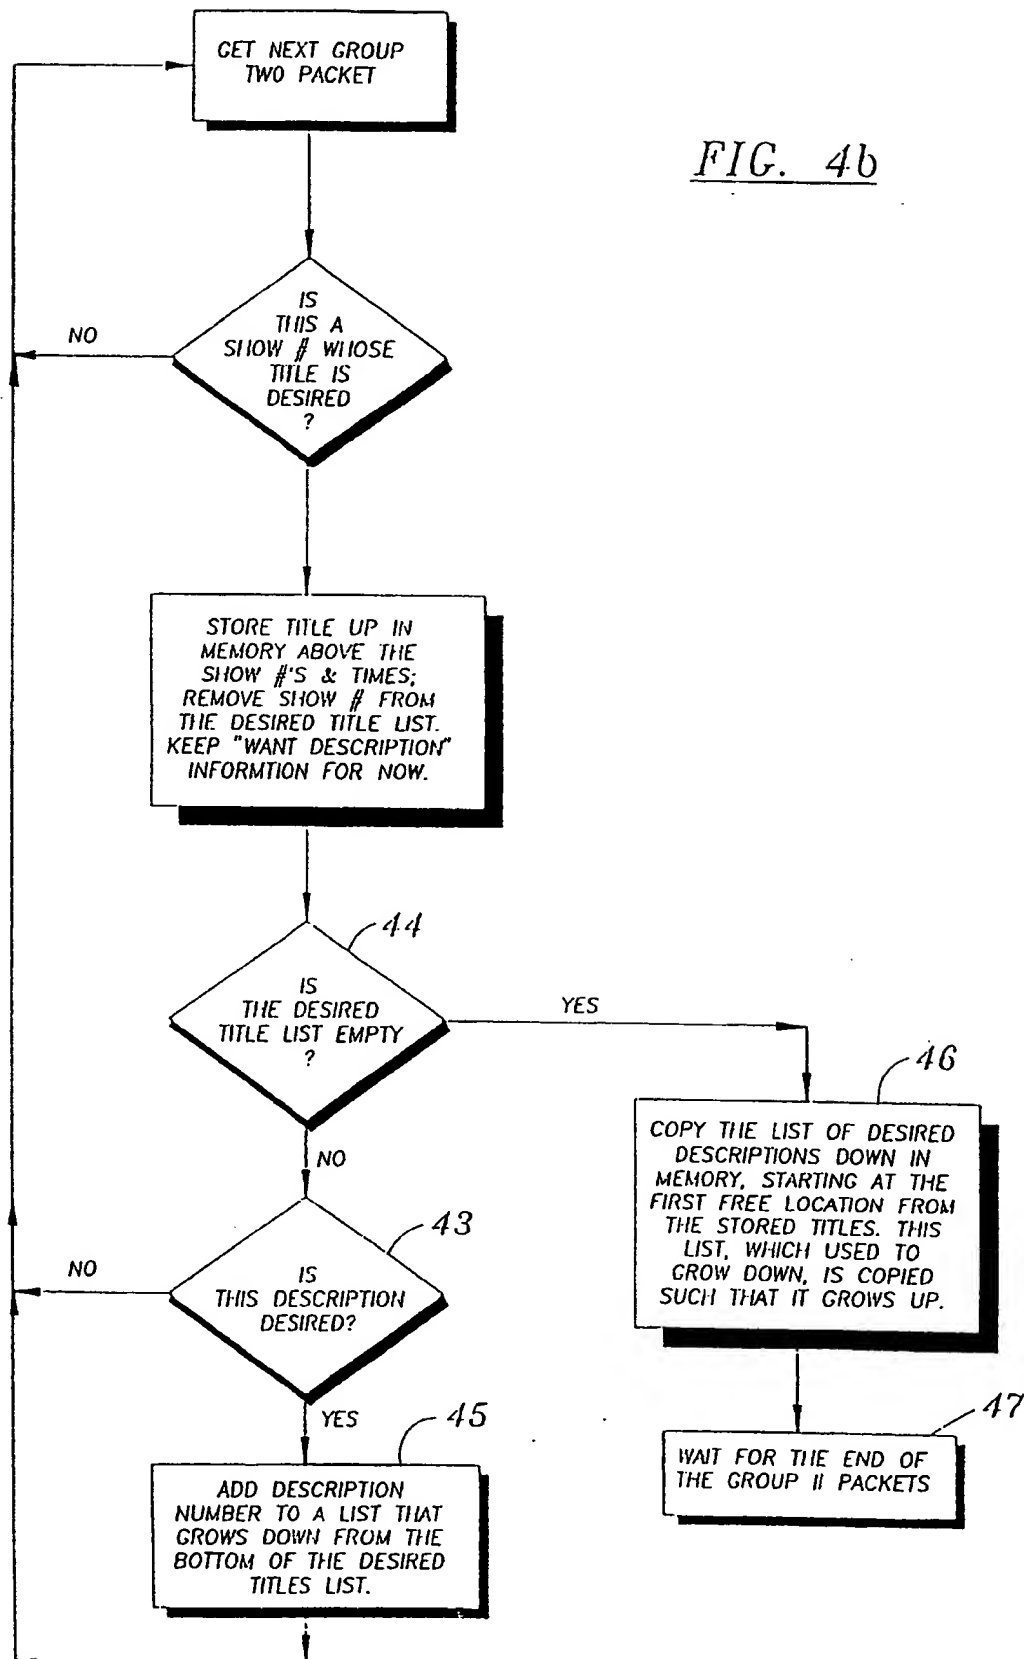 GET NEXT GROUP
TWO PACKET
FIG. 4b
IS
THIS A
SHOW # WHOSE
TITLE IS
DESIRED
?
NO
STORE TITLE UP IN
MEMORY ABOVE THE
SHOW #'S & TIMES;
REMOVE SHOW # FROM
THE DESIRED TITLE LIST.
KEEP "WANT DESCRIPTION"
INFORMTION FOR NOW.
44
IS
THE DESIRED
TITLE LIST EMPTY
?
YES
NO
46
COPY THE LIST OF DESIRED
DESCRIPTIONS DOWN IN
MEMORY, STARTING AT THE
FIRST FREE LOCATION FROM
THE STORED TITLES. THIS
LIST, WHICH USED TO
GROW DOWN, IS COPIED
SUCH THAT IT GROWS UP.
43
IS
THIS DESCRIPTION
DESIRED?
NO
YES
45
ADD DESCRIPTION
NUMBER TO A LIST THAT
GROWS DOWN FROM THE
BOTTOM OF THE DESIRED
TITLES LIST.
47
WAIT FOR THE END OF
THE GROUP II PACKETS